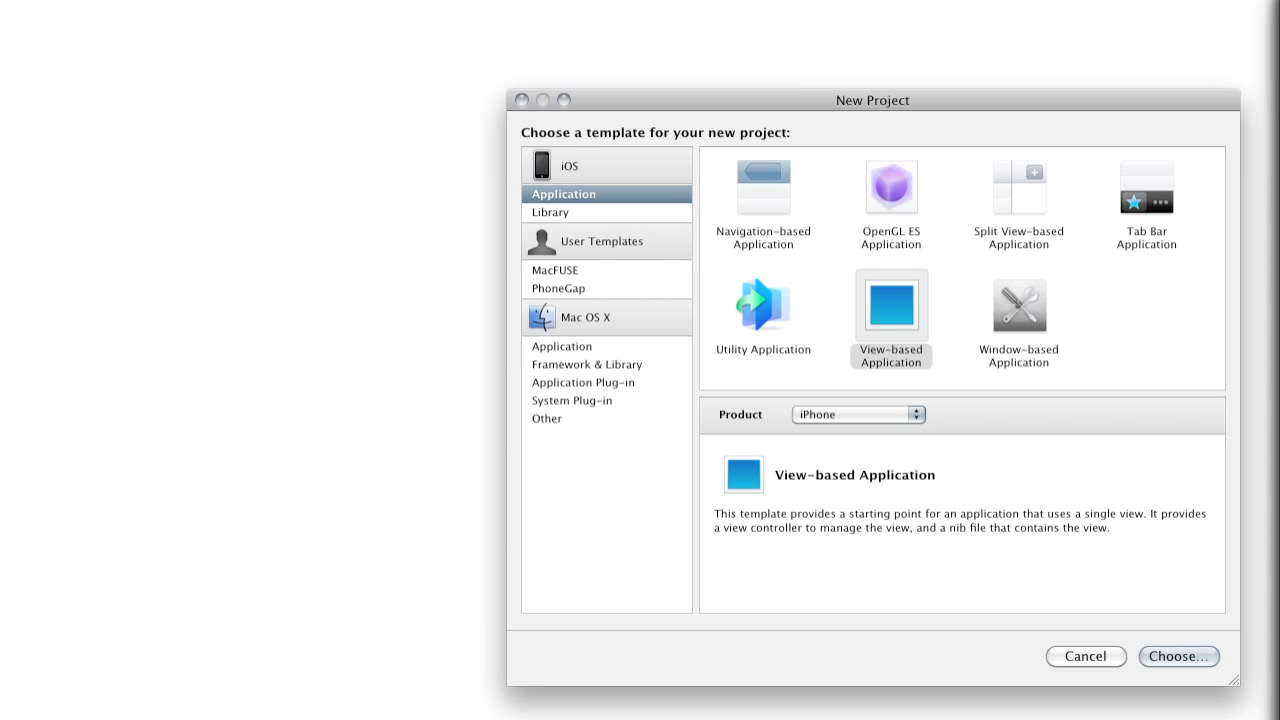 New Project
Choose a template for your new project:
iOS
Application
Library
User Templates
MacFUSE
PhoneGap
Mac OS X
Application
Framework & Library
Application Plug-in
System Plug-in
Other
Navigation-based
Application
OpenGL ES
Application
Split View-based
Application
Tab Bar
Application
Utility Application
View-based
Application
Window-based
Application
Product
iPhone
View-based Application
This template provides a starting point for an application that uses a single view. It provides
a view controller to manage the view, and a nib file that contains the view.
Cancel
Choose...